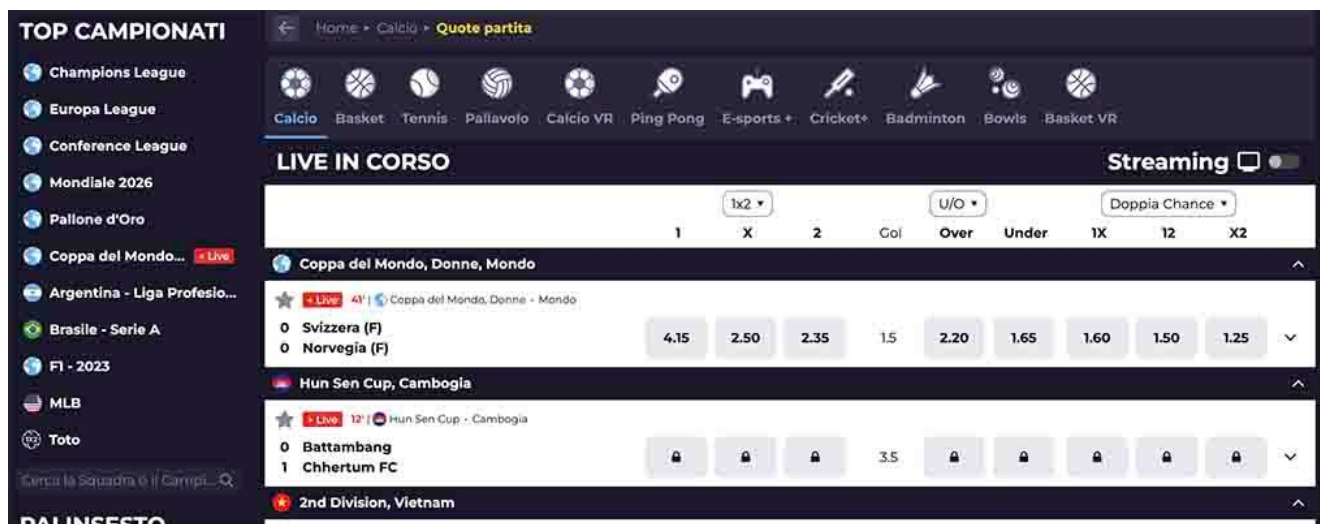 TOP CAMPIONATI
Champions League
Europa League
Conference League
Mondiale 2026
Pallone d'Oro
Coppa del Mondo... • Live
Argentina - Liga Profesio...
Brasile - Serie A
F1 - 2023
MLB
Toto
Cerca la Squadra o il Campi...
PALINSESTO
Home • Calcio • Quote partita
Calcio Basket Tennis Pallavolo Calcio VR Ping Pong E-sports + Cricket+ Badminton Bowls Basket VR
LIVE IN CORSO Streaming
1x2 U/O Doppia Chance
1 X 2 Gol Over Under 1X 12 X2
Coppa del Mondo, Donne, Mondo
• Live 41' | Coppa del Mondo, Donne - Mondo
0 Svizzera (F)
0 Norvegia (F)
4.15 2.50 2.35 1.5 2.20 1.65 1.60 1.50 1.25
Hun Sen Cup, Cambogia
• Live 12' | Hun Sen Cup - Cambogia
0 Battambang
1 Chhertum FC
3.5
2nd Division, Vietnam